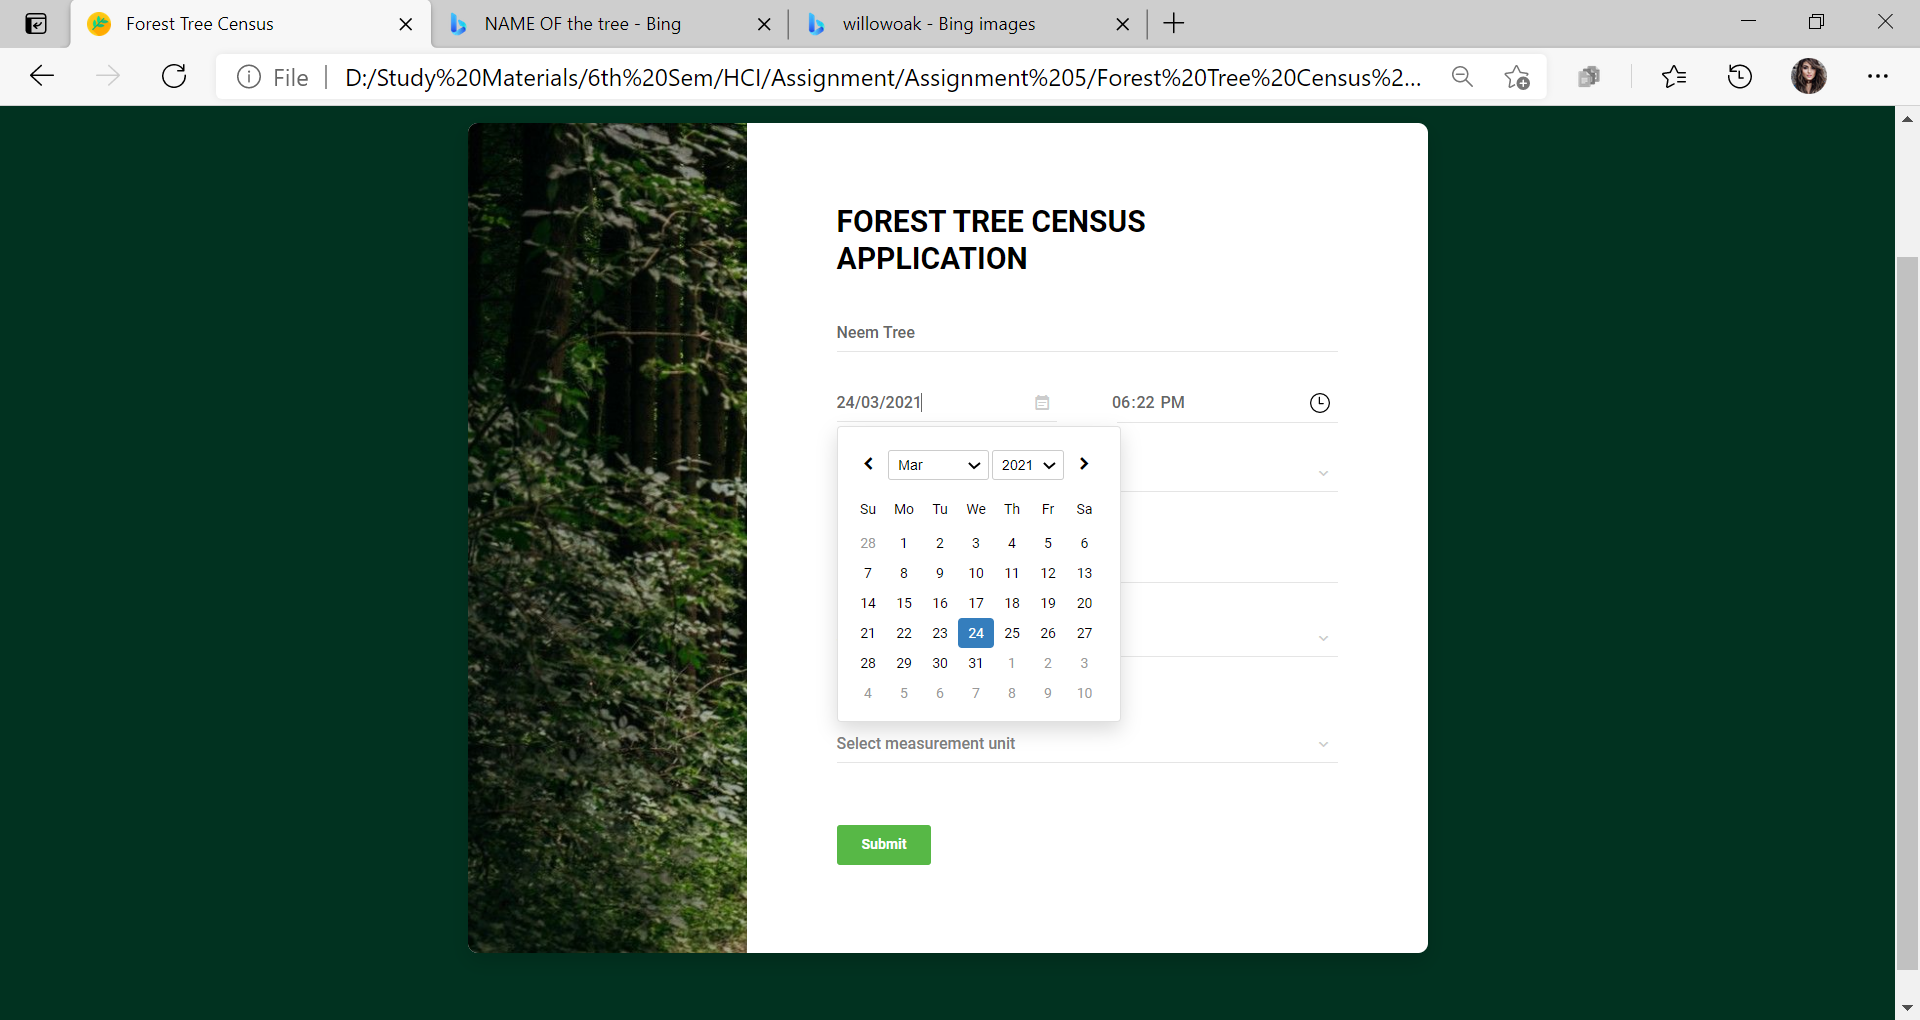 Forest Tree Census
NAME OF the tree - Bing
willowoak - Bing images
File
D:/Study%20Materials/6th%20Sem/HCI/Assignment/Assignment%205/Forest%20Tree%20Census%2...
FOREST TREE CENSUS
APPLICATION
Neem Tree
24/03/2021
06:22 PM
Mar 2021
Su Mo Tu We Th Fr Sa
28 1 2 3 4 5 6
7 8 9 10 11 12 13
14 15 16 17 18 19 20
21 22 23 24 25 26 27
28 29 30 31 1 2 3
4 5 6 7 8 9 10
Select measurement unit
Submit